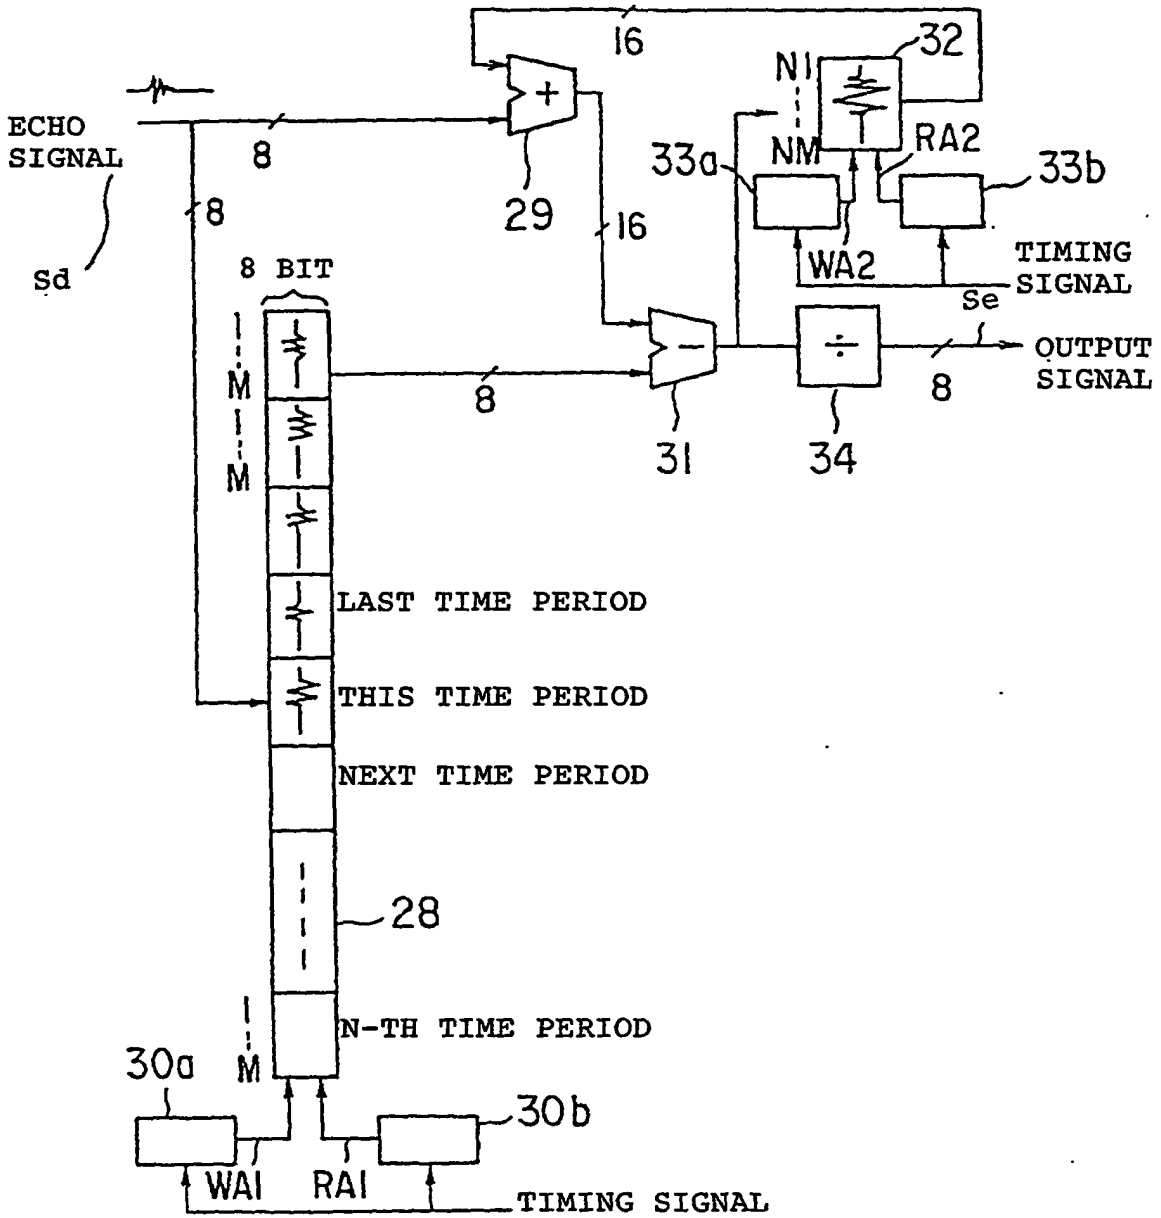 16
32
N1
NM
+
ECHO
SIGNAL
8
8
29
16
33a
RA2
33b
WA2
TIMING
SIGNAL
Sd
8 BIT
Se
M
M
8
−
31
÷
34
8
OUTPUT
SIGNAL
LAST TIME PERIOD
THIS TIME PERIOD
NEXT TIME PERIOD
28
N-TH TIME PERIOD
M
30a
30b
WA1
RA1
TIMING SIGNAL